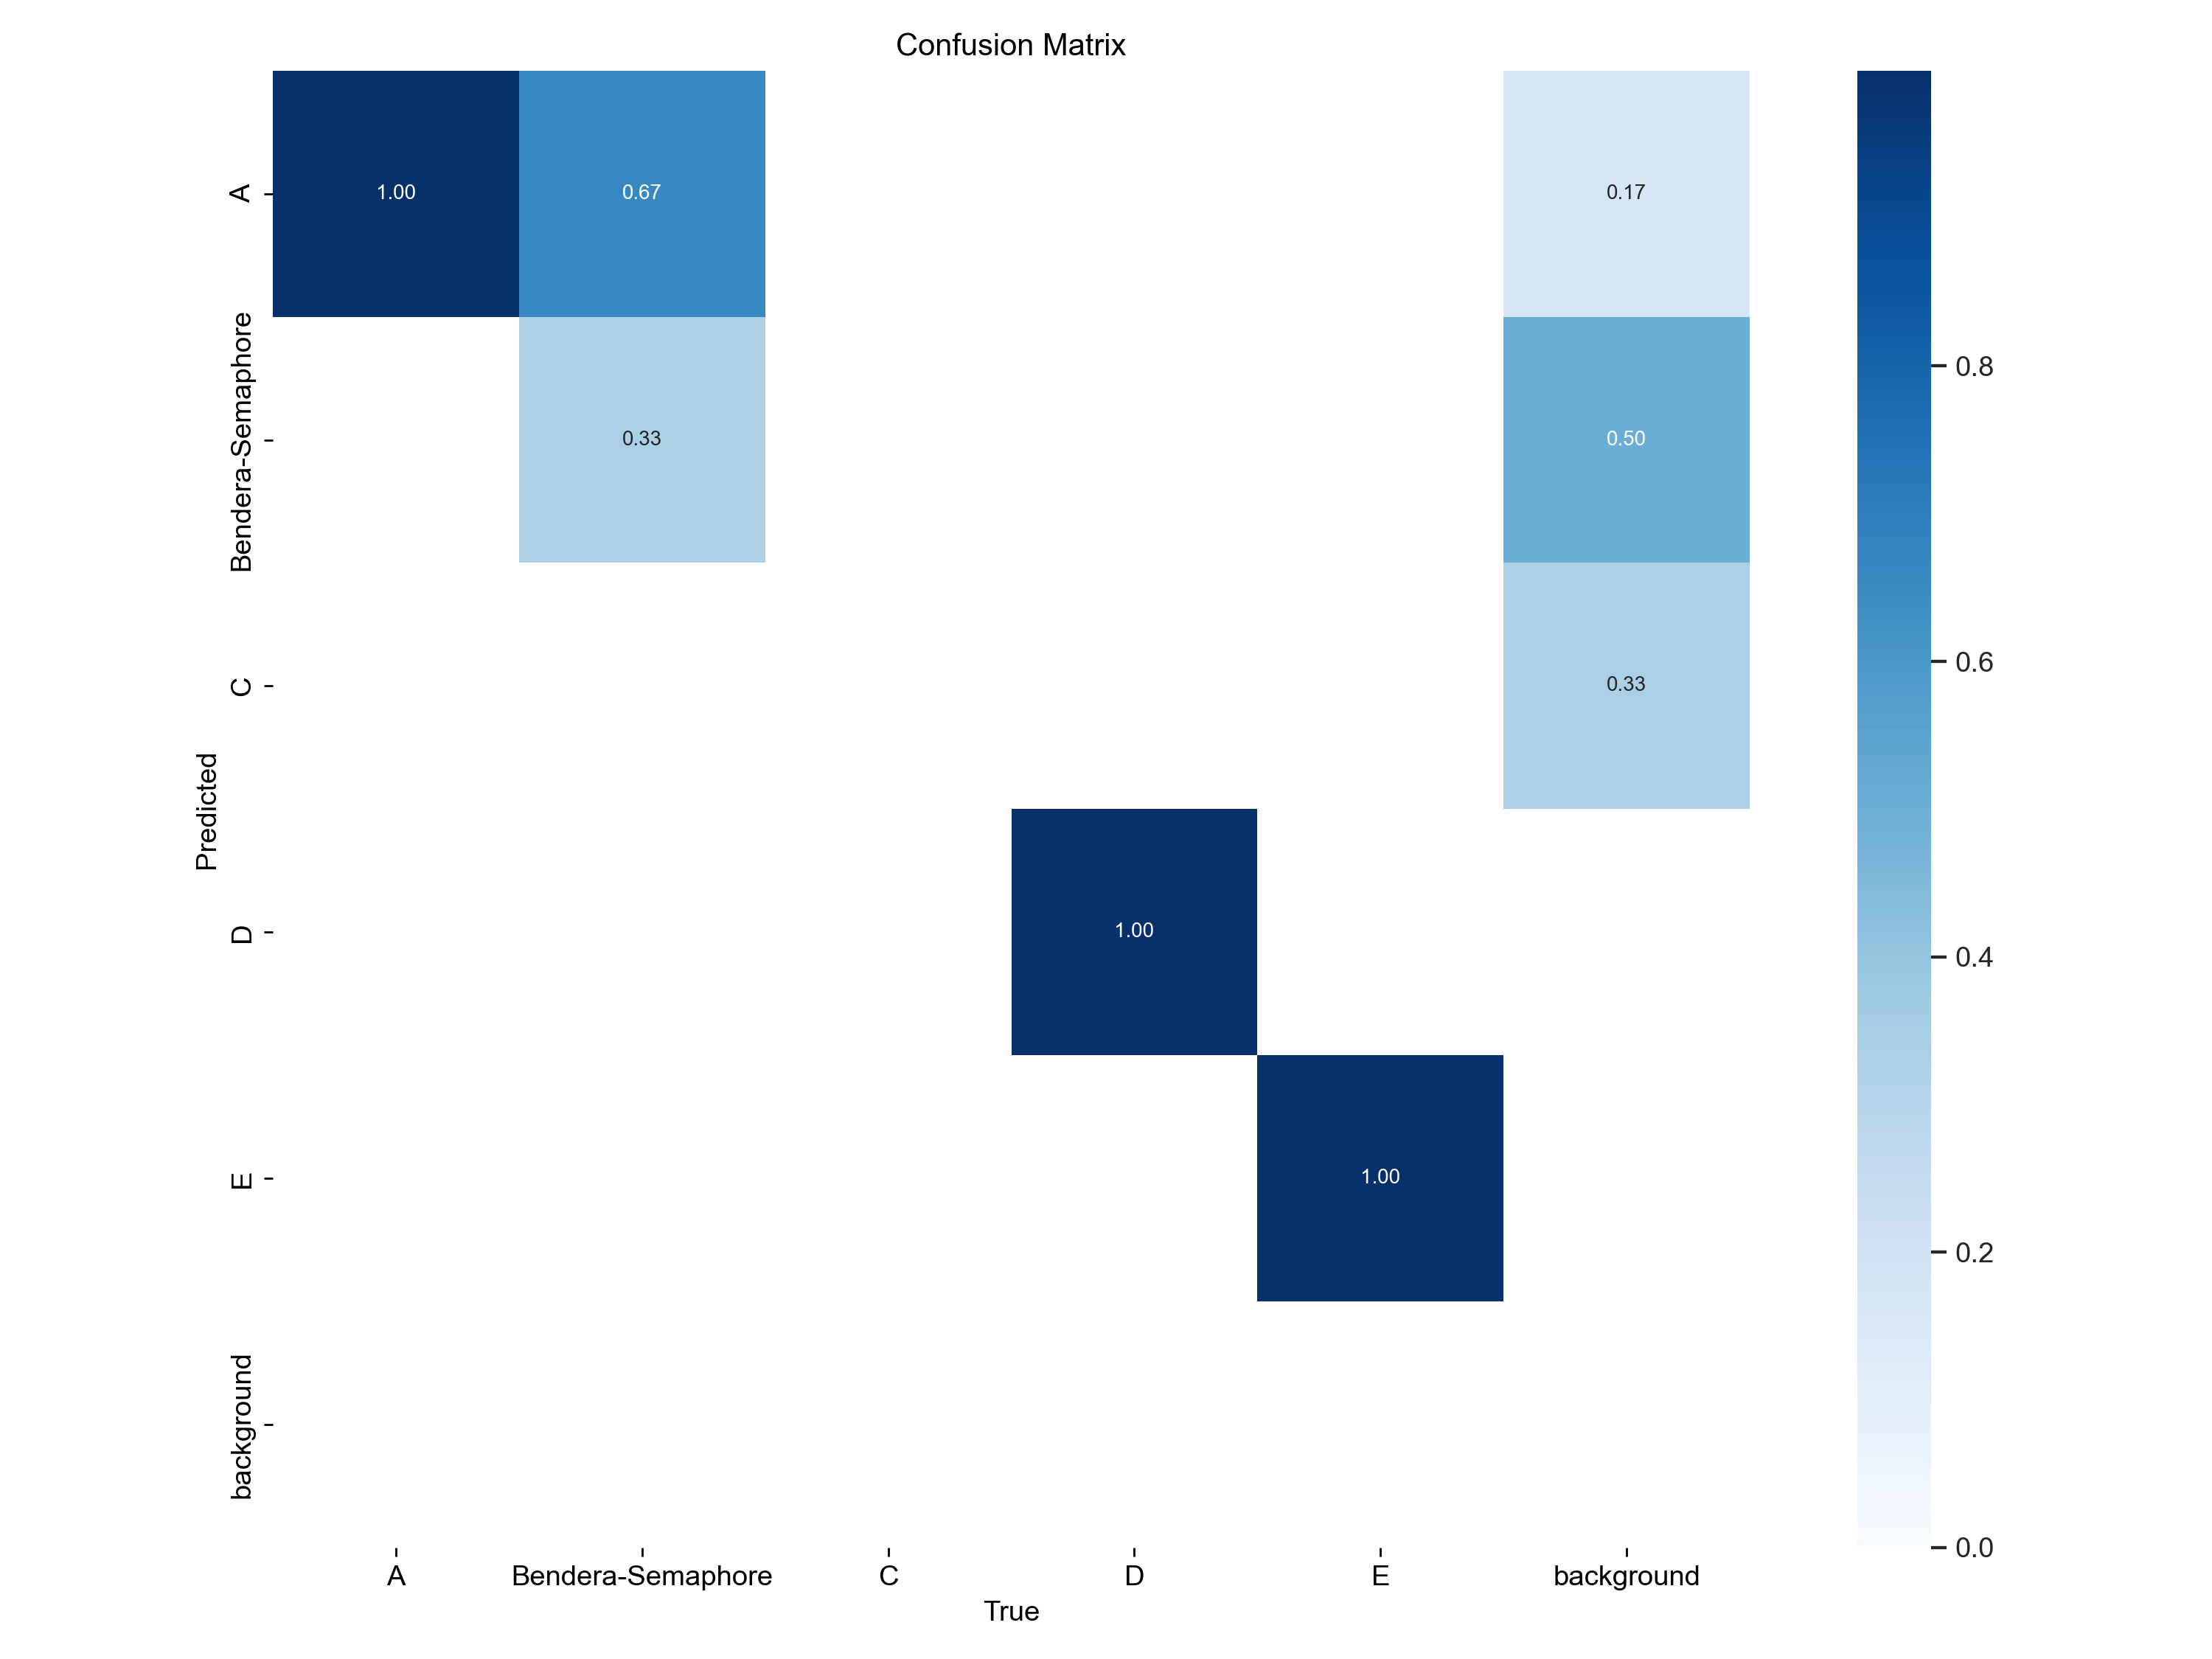 Confusion Matrix
A
Bendera-Semaphore
C
D
E
background
Predicted
1.00
0.67
0.17
0.33
0.50
0.33
1.00
1.00
A
Bendera-Semaphore
C
D
E
background
True
0.8
0.6
0.4
0.2
0.0